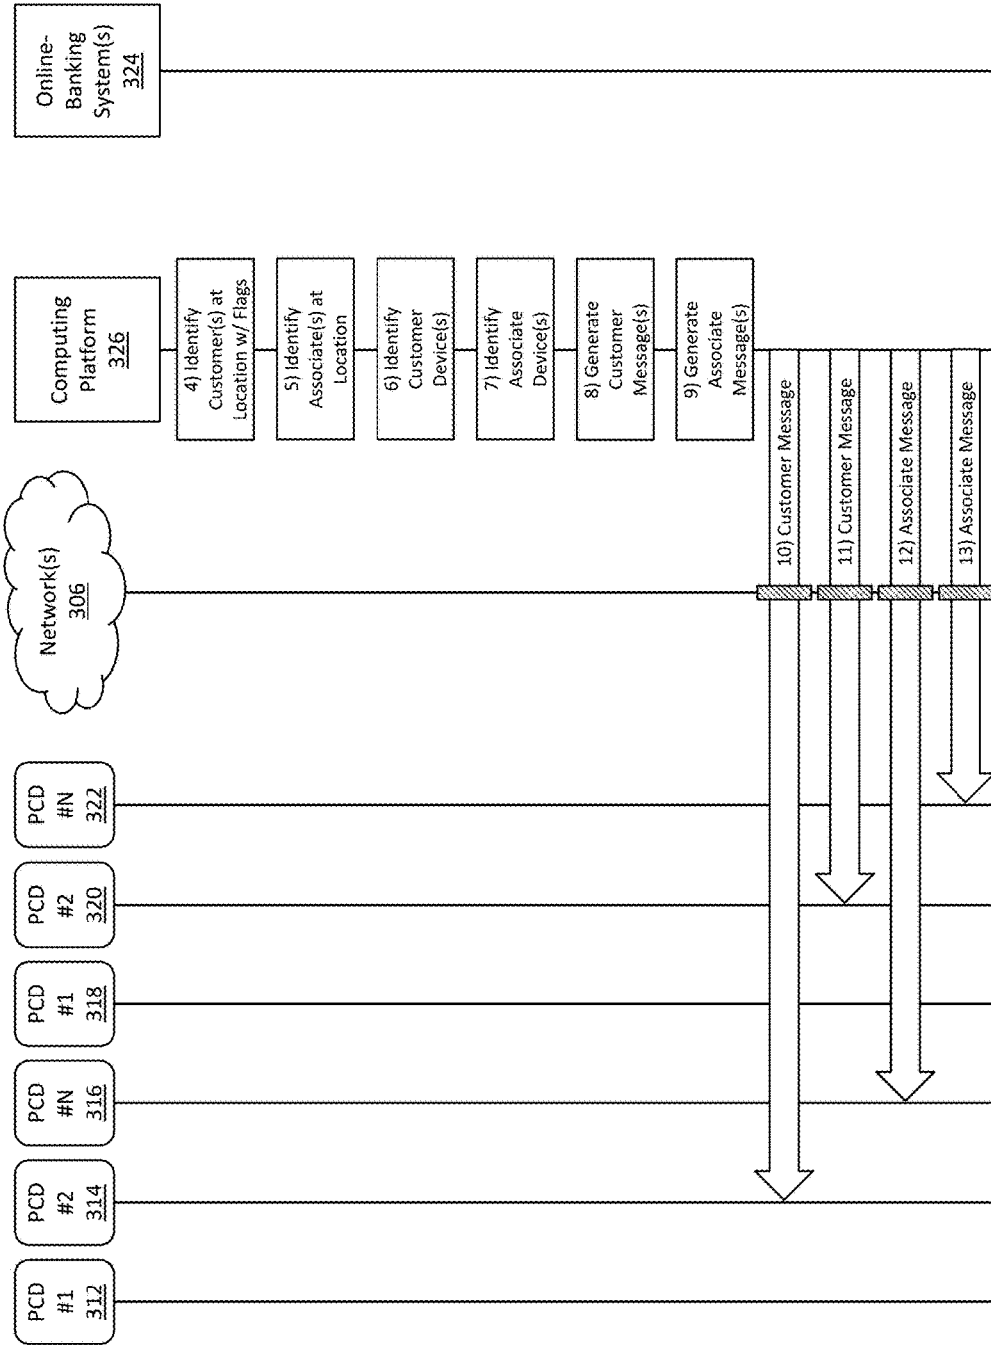 PCD
#1
312
PCD
#2
314
PCD
#N
316
PCD
#1
318
PCD
#2
320
PCD
#N
322
Network(s)
306
Computing
Platform
326
Online-
Banking
System(s)
324
4) Identify
Customer(s) at
Location w/ Flags
5) Identify
Associate(s) at
Location
6) Identify
Customer
Device(s)
7) Identify
Associate
Device(s)
8) Generate
Customer
Message(s)
9) Generate
Associate
Message(s)
10) Customer Message
11) Customer Message
12) Associate Message
13) Associate Message